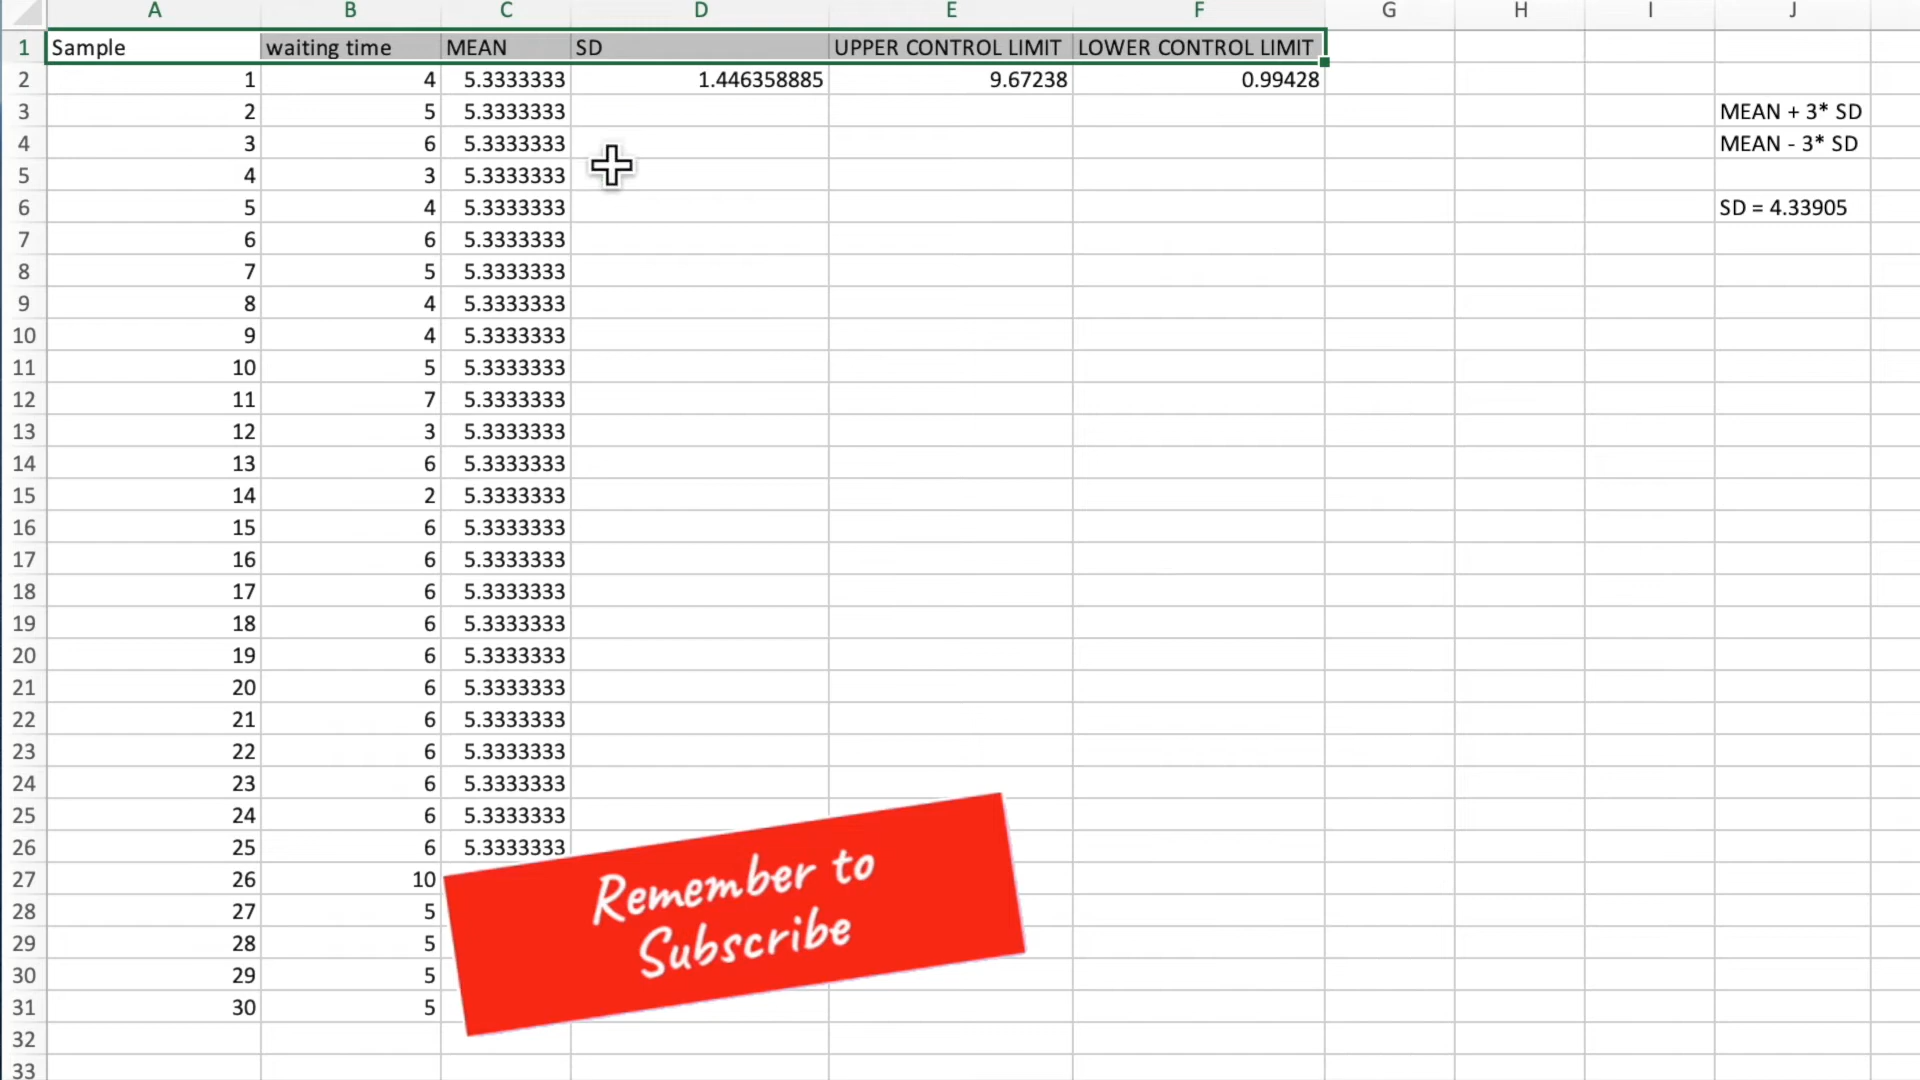 A B C D E F G H I J
1 Sample waiting time MEAN SD UPPER CONTROL LIMIT LOWER CONTROL LIMIT
2 1 4 5.3333333 1.446358885 9.67238 0.99428
3 2 5 5.3333333 MEAN + 3* SD
4 3 6 5.3333333 MEAN - 3* SD
5 4 3 5.3333333
6 5 4 5.3333333 SD = 4.33905
7 6 6 5.3333333
8 7 5 5.3333333
9 8 4 5.3333333
10 9 4 5.3333333
11 10 5 5.3333333
12 11 7 5.3333333
13 12 3 5.3333333
14 13 6 5.3333333
15 14 2 5.3333333
16 15 6 5.3333333
17 16 6 5.3333333
18 17 6 5.3333333
19 18 6 5.3333333
20 19 6 5.3333333
21 20 6 5.3333333
22 21 6 5.3333333
23 22 6 5.3333333
24 23 6 5.3333333
25 24 6 5.3333333
26 25 6 5.3333333
27 26 10
28 27 5
29 28 5
30 29 5
31 30 5
32
33
Remember to
Subscribe